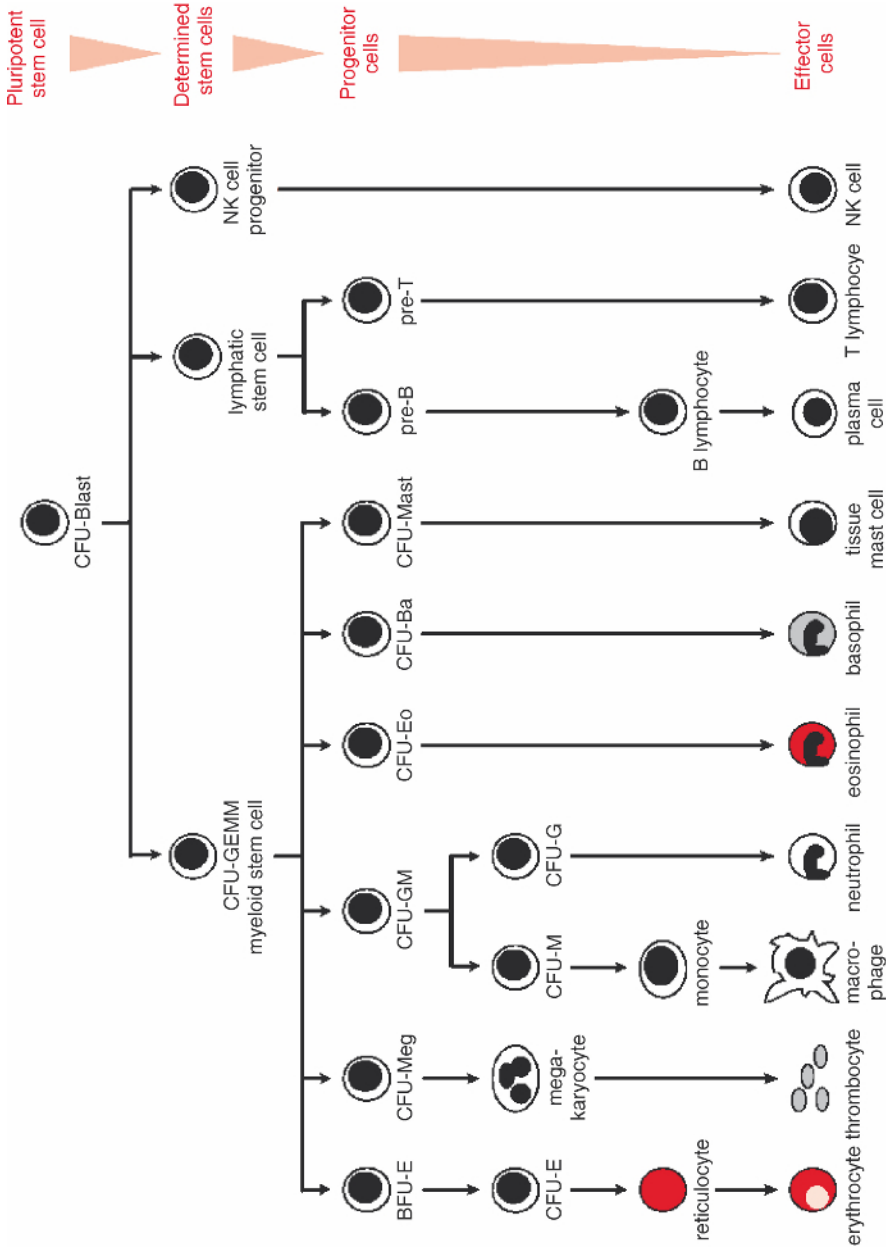 Pluripotent
stem cell
CFU-Blast
Determined
stem cells
CFU-GEMM
myeloid stem cell
lymphatic
stem cell
NK cell
progenitor
Progenitor
cells
BFU-E
CFU-Meg
CFU-GM
CFU-Eo
CFU-Ba
CFU-Mast
pre-B
pre-T
CFU-E
mega-
karyocyte
CFU-M
CFU-G
reticulocyte
monocyte
B lymphocyte
Effector
cells
erythrocyte
thrombocyte
macro-
phage
neutrophil
eosinophil
basophil
tissue
mast cell
plasma
cell
T lymphocye
NK cell